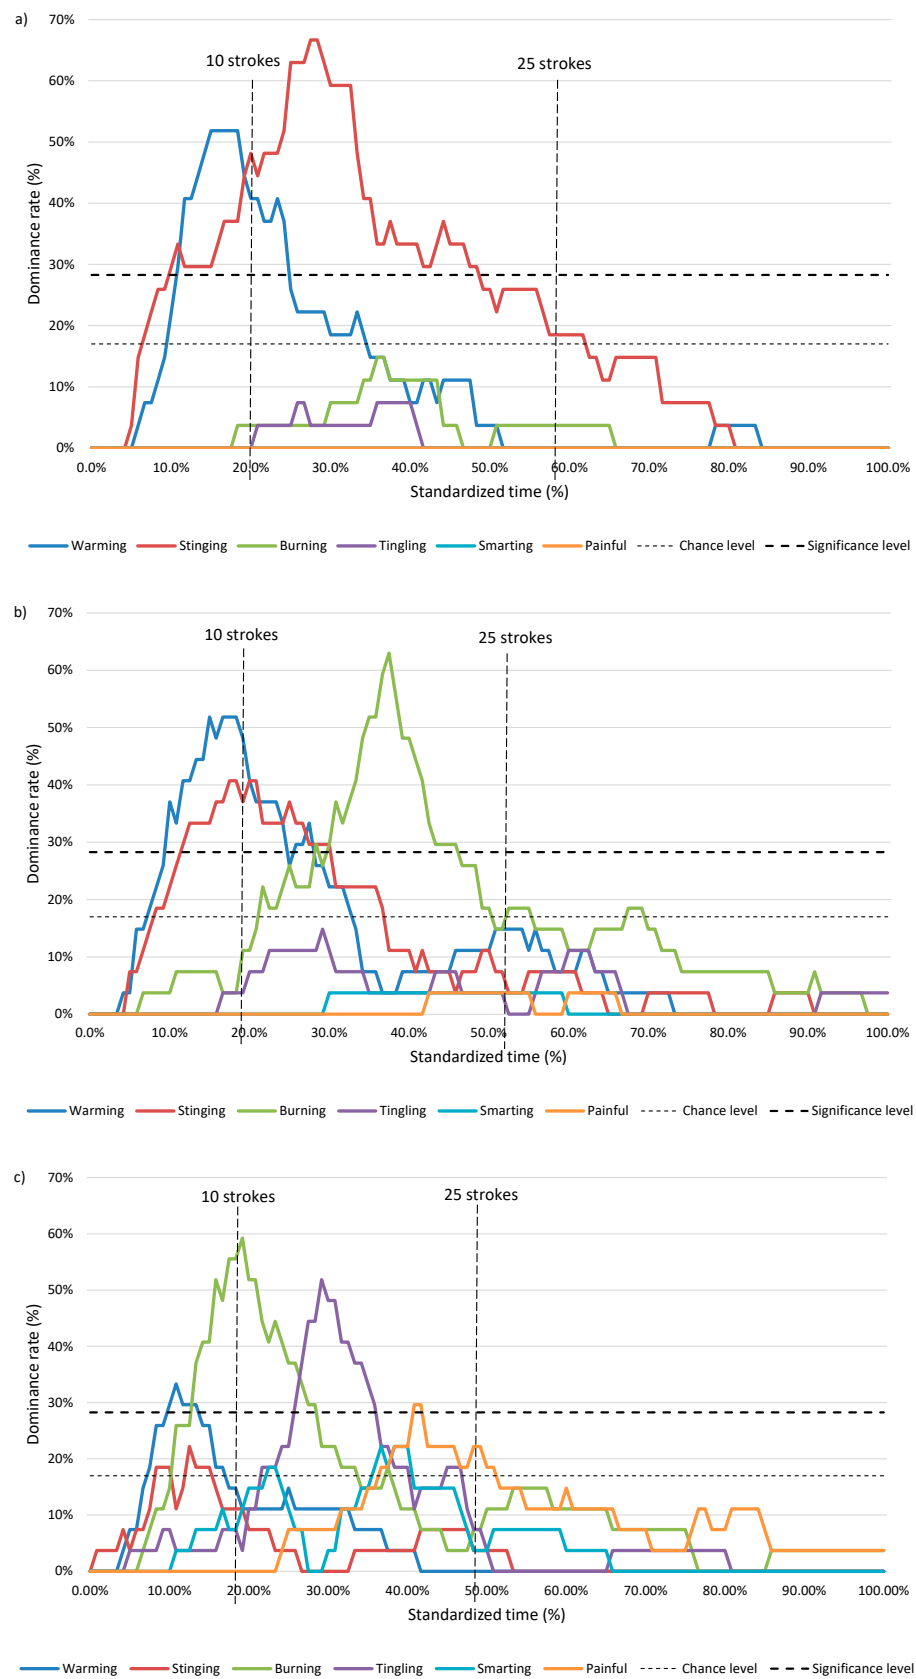 a)
70%
10 strokes
25 strokes
60%
50%
40%
30%
20%
10%
0%
Dominance rate (%)
0.0% 10.0% 20.0% 30.0% 40.0% 50.0% 60.0% 70.0% 80.0% 90.0% 100.0%
Standardized time (%)
Warming Stinging Burning Tingling Smarting Painful Chance level Significance level
b)
70%
10 strokes
25 strokes
60%
50%
40%
30%
20%
10%
0%
Dominance rate (%)
0.0% 10.0% 20.0% 30.0% 40.0% 50.0% 60.0% 70.0% 80.0% 90.0% 100.0%
Standardized time (%)
Warming Stinging Burning Tingling Smarting Painful Chance level Significance level
c)
70%
10 strokes
25 strokes
60%
50%
40%
30%
20%
10%
0%
Dominance rate (%)
0.00% 10.00% 20.00% 30.00% 40.00% 50.00% 60.00% 70.00% 80.00% 90.00% 100.00%
Standardized time (%)
Warming Stinging Burning Tingling Smarting Painful Chance level Significance level